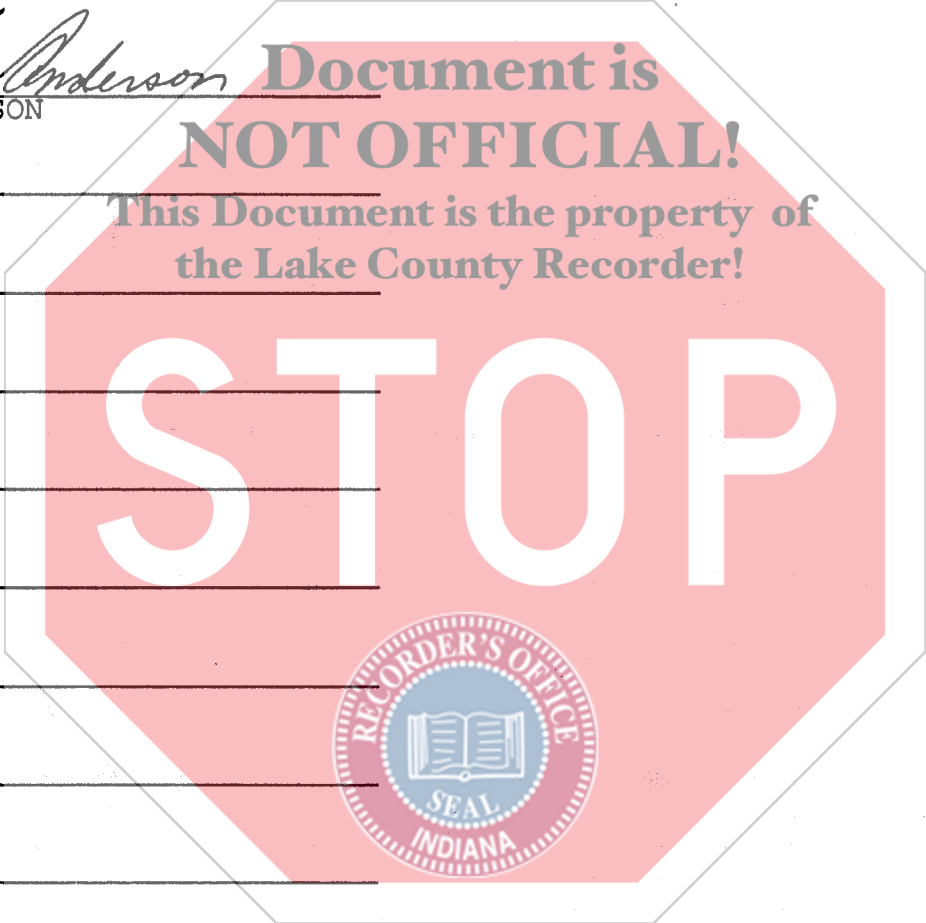 Anderson
SON
Document is
NOT OFFICIAL!
This Document is the property of
the Lake County Recorder!
STOP
RECORDER'S OFFICE
SEAL
INDIANA